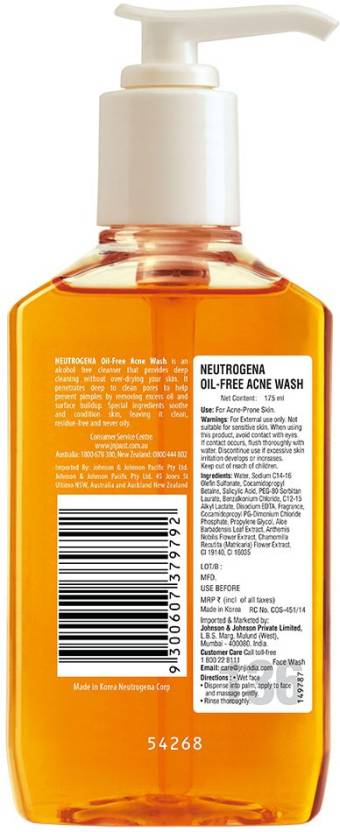 NEUTROGENA Oil-Free Acne Wash is an
alcohol free cleanser that provides deep
cleaning without over-drying your skin. It
penetrates deep to clean pores to help
prevent pimples by removing excess oil and
surface buildup. Special ingredients soothe
and condition skin, leaving it clean,
residue-free and never oily.
Consumer Service Centre
www.jnjaust.com.au
Australia: 1800 678 380, New Zealand: 0800 444 802
Imported By: Johnson & Johnson Pacific Pty Ltd.
Johnson & Johnson Pacific Pty Ltd. 45 Jones St
Ultimo NSW, Australia and Auckland New Zealand
9 300607 379792
Made in Korea Neutrogena Corp
NEUTROGENA
OIL-FREE ACNE WASH
Net Content: 175 ml
Use: For Acne-Prone Skin.
Warnings: For External use only. Not
suitable for sensitive skin. When using
this product, avoid contact with eyes.
If contact occurs, flush thoroughly with
water. Discontinue use if excessive skin
irritation develops or increases.
Keep out of reach of children.
Ingredients: Water, Sodium C14-16
Olefin Sulfonate, Cocamidopropyl
Betaine, Salicylic Acid, PEG-80 Sorbitan
Laurate, Benzalkonium Chloride, C12-15
Alkyl Lactate, Disodium EDTA, Fragrance,
Cocamidopropyl PG-Dimonium Chloride
Phosphate, Propylene Glycol, Aloe
Barbadensis Leaf Extract, Anthemis
Nobilis Flower Extract, Chamomilla
Recutita (Matricaria) Flower Extract.
CI 19140, CI 16035
LOT/B :
MFD.
USE BEFORE
MRP ₹ (incl of all taxes)
Made in Korea RC No. COS-451/14
Imported & Marketed by:
Johnson & Johnson Private Limited,
L.B.S. Marg, Mulund (West),
Mumbai - 400080. India.
Customer Care Call toll-free
1 800 22 8111
Email: care@jnjindia.com
Face Wash
Directions : • Wet face
• Dispense into palm, apply to face
and massage gently.
• Rinse thoroughly.
36
149787
54268